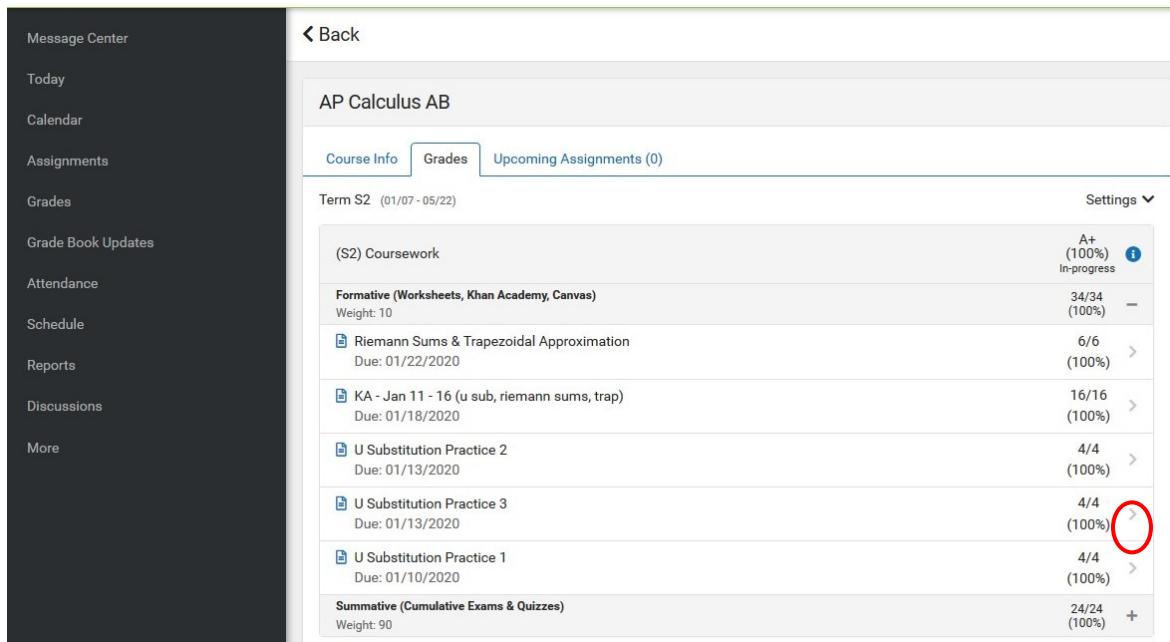 Message Center
Today
Calendar
Assignments
Grades
Grade Book Updates
Attendance
Schedule
Reports
Discussions
More
Back
AP Calculus AB
Course Info Grades Upcoming Assignments (0)
Term S2 (01/07 - 05/22) Settings
(S2) Coursework
A+
(100%)
In-progress
Formative (Worksheets, Khan Academy, Canvas)
Weight: 10
34/34
(100%)
Riemann Sums & Trapezoidal Approximation
Due: 01/22/2020
6/6
(100%)
KA - Jan 11 - 16 (u sub, riemann sums, trap)
Due: 01/18/2020
16/16
(100%)
U Substitution Practice 2
Due: 01/13/2020
4/4
(100%)
U Substitution Practice 3
Due: 01/13/2020
4/4
(100%)
U Substitution Practice 1
Due: 01/10/2020
4/4
(100%)
Summative (Cumulative Exams & Quizzes)
Weight: 90
24/24
(100%)